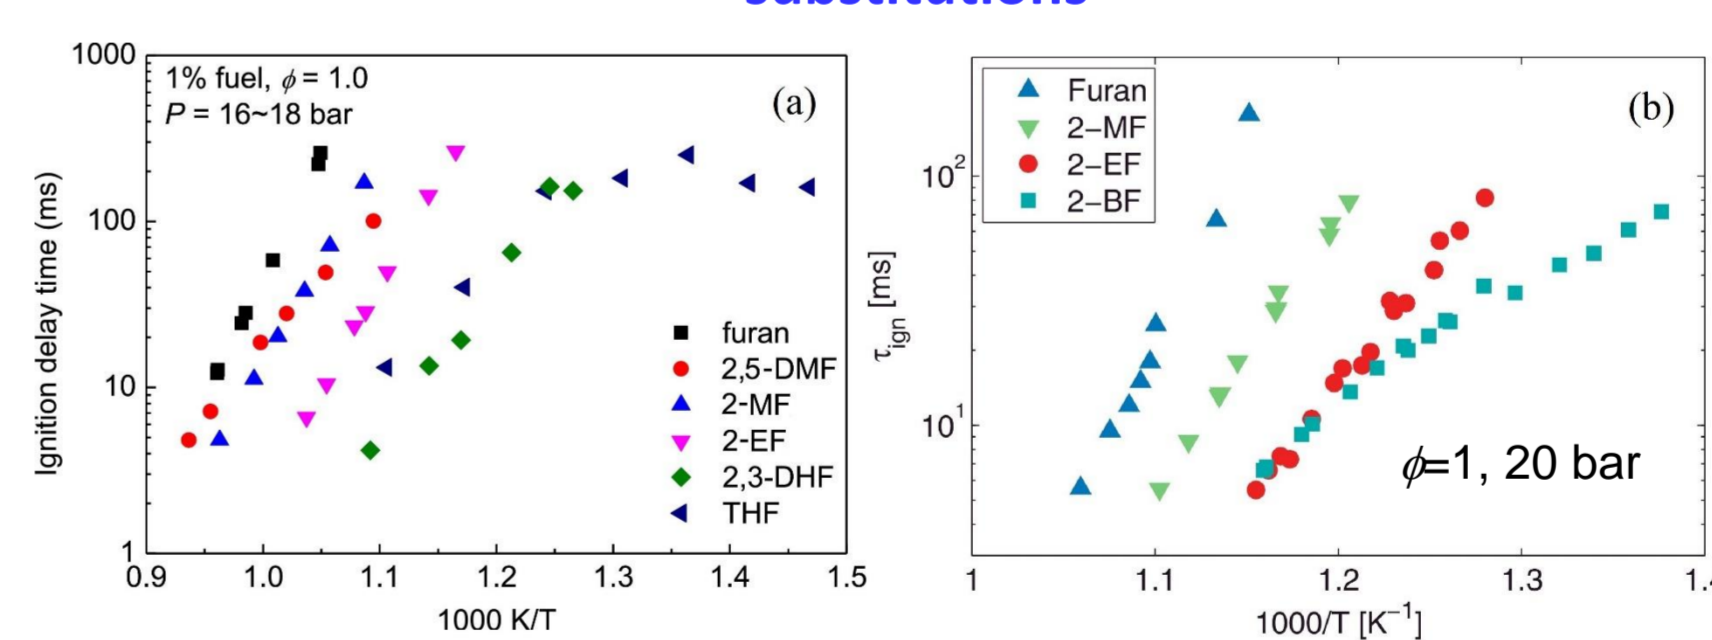 substitutions
1000
100
10
1
Ignition delay time (ms)
1% fuel, ϕ = 1.0
P = 16~18 bar
(a)
furan
2,5-DMF
2-MF
2-EF
2,3-DHF
THF
0.9 1.0 1.1 1.2 1.3 1.4 1.5
1000 K/T
Furan
2−MF
2−EF
2−BF
(b)
10²
10¹
τign [ms]
ϕ=1, 20 bar
1 1.1 1.2 1.3
1000/T [K⁻¹]